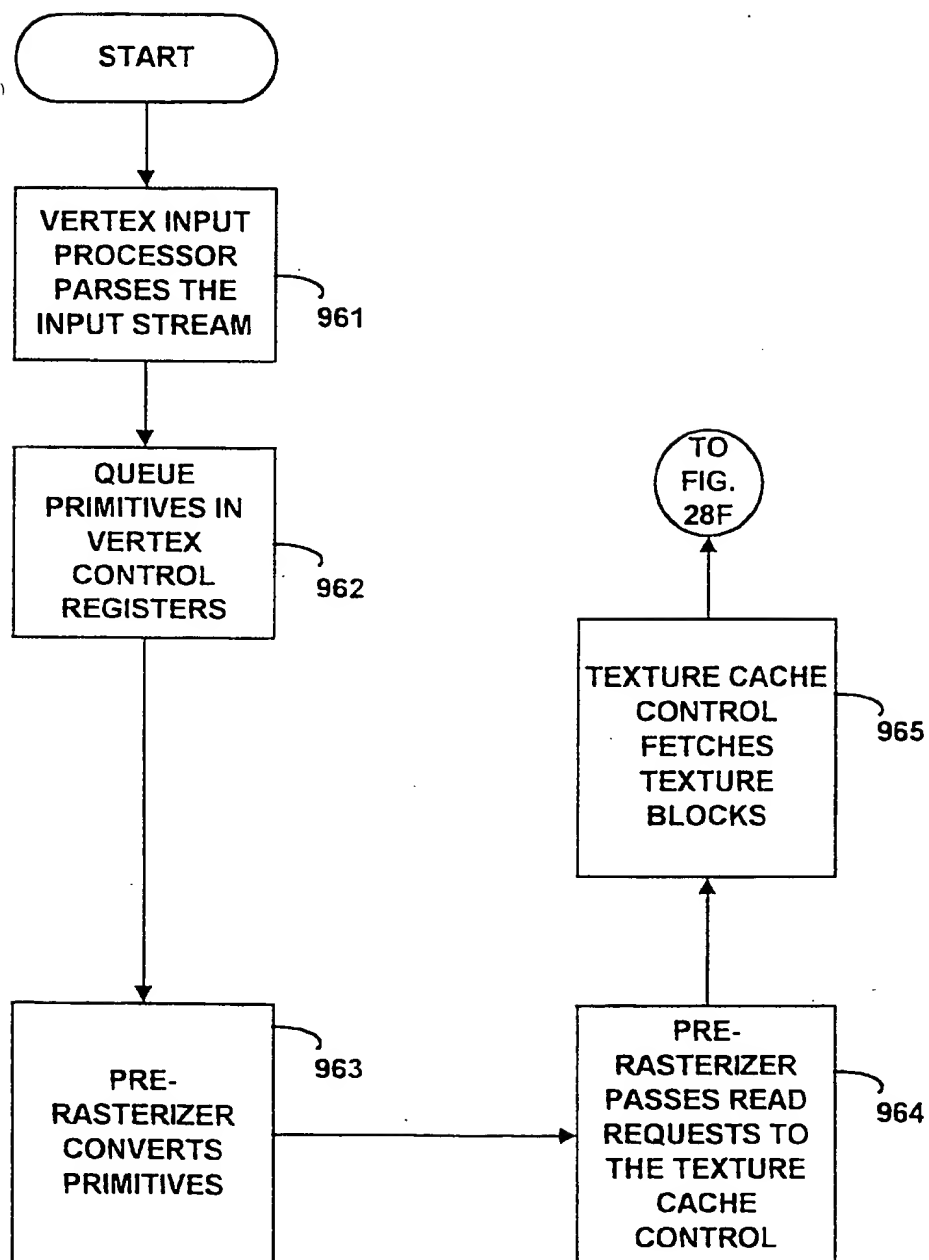 START
VERTEX INPUT
PROCESSOR
PARSES THE
INPUT STREAM
961
QUEUE
PRIMITIVES IN
VERTEX
CONTROL
REGISTERS
962
PRE-
RASTERIZER
CONVERTS
PRIMITIVES
963
PRE-
RASTERIZER
PASSES READ
REQUESTS TO
THE TEXTURE
CACHE
CONTROL
964
TEXTURE CACHE
CONTROL
FETCHES
TEXTURE
BLOCKS
965
TO
FIG.
28F